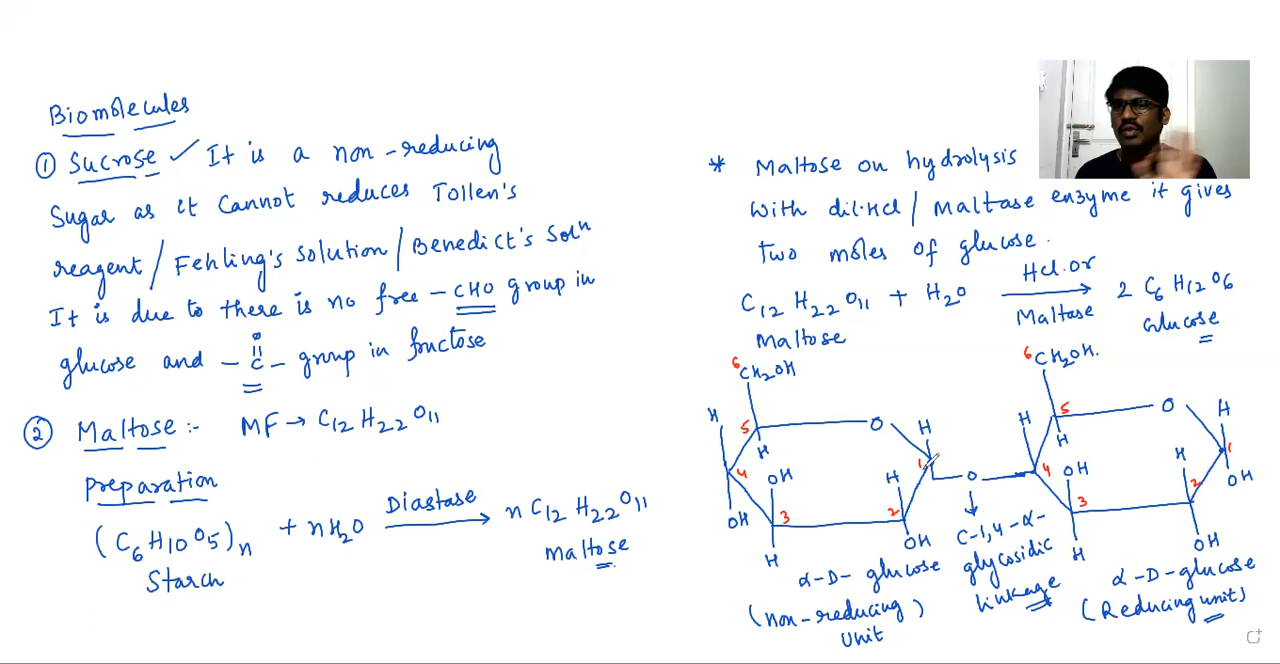 Biomolecules
① Sucrose ✓ It is a non-reducing
Sugar as it cannot reduces Tollen's
reagent / Fehling's solution / Benedict's Soln
It is due to there is no free -CHO group in
glucose and -C- group in fructose
O
② Maltose :- MF → C12 H22 O11
Preparation
(C6 H10 O5)n + nH2O Diastase → n C12 H22 O11
Starch
Maltose
* Maltose on hydrolysis
with dil.Hcl / Maltase enzyme it gives
two moles of glucose.
C12 H22 O11 + H2O Hcl.or Maltase → 2 C6 H12 O6
Maltose
Glucose
6 CH2OH
6 CH2OH.
H 5 O H
H 5 O H
H H
4 OH H 1 O
4 OH H 1
OH 3 2
3 2 OH
H OH
H OH
α-D- glucose
(non-reducing)
Unit
C-1,4-α-
glycosidic
linkage
α-D-glucose
(Reducing unit)